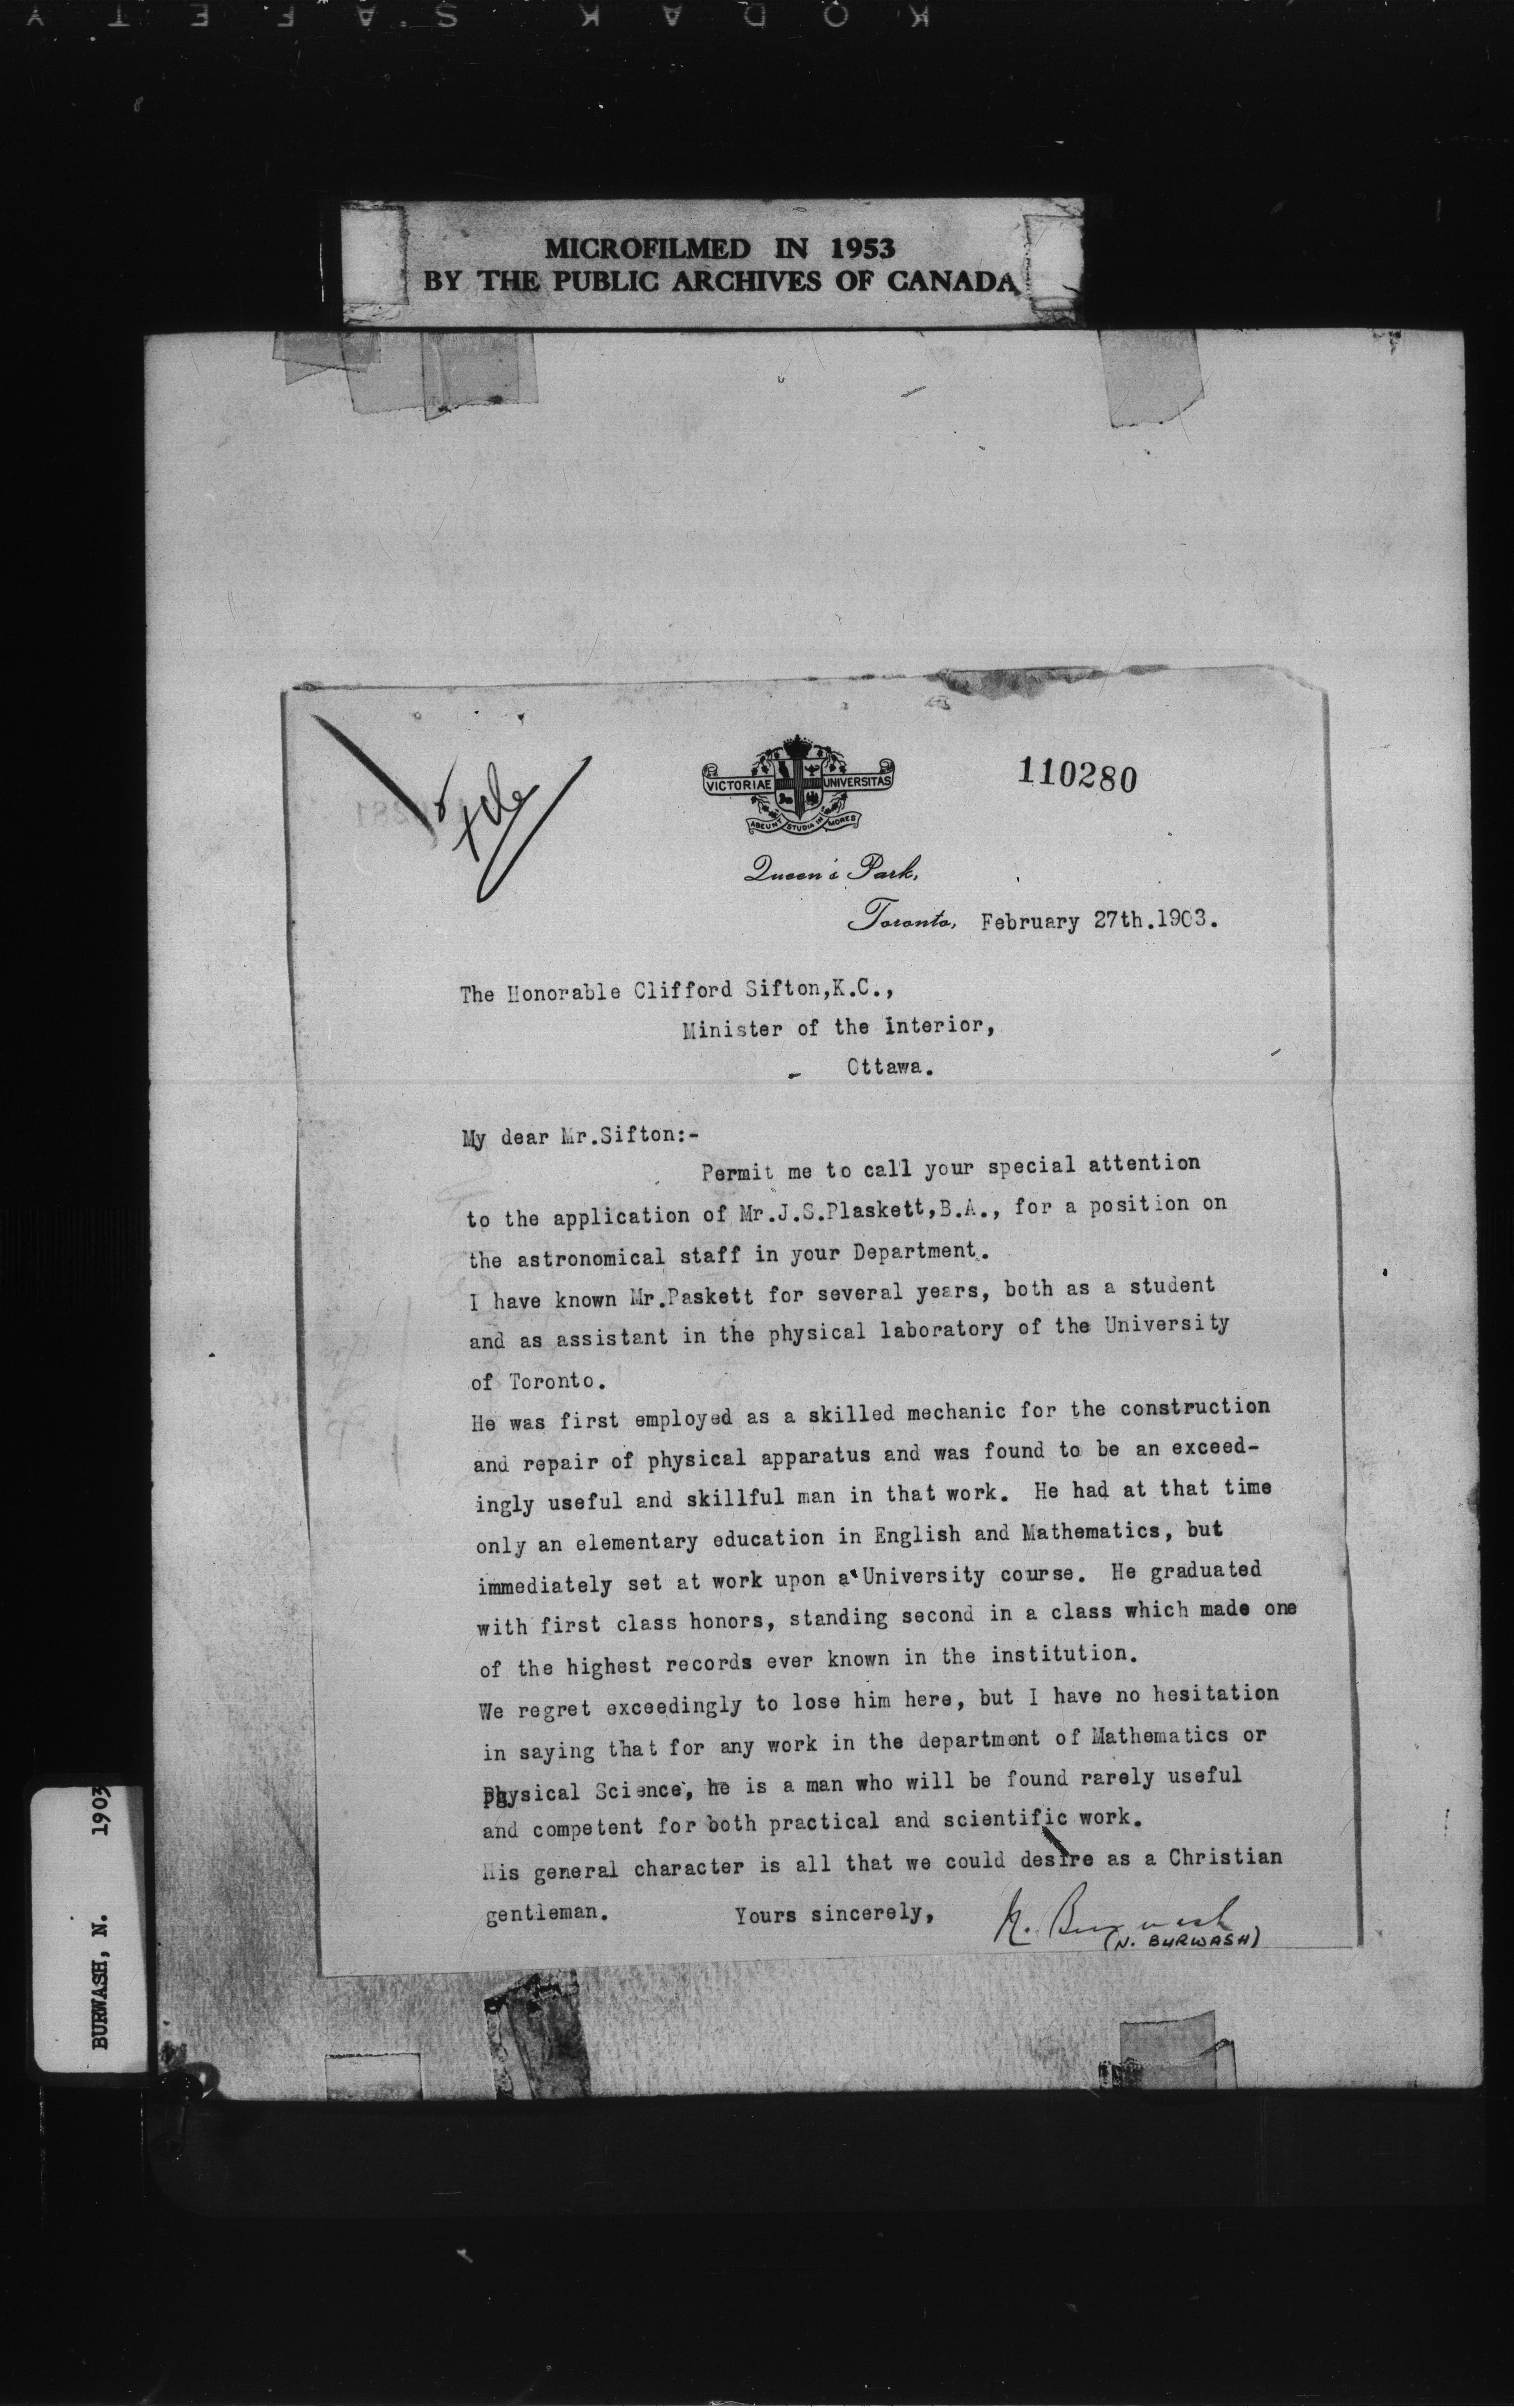 KODAK SAFETY
MICROFILMED IN 1953
BY THE PUBLIC ARCHIVES OF CANADA
File
VICTORIAE UNIVERSITAS
ABEUNT STUDIA IN MORES
110280
Queen's Park,
Toronto, February 27th.1903.
The Honorable Clifford Sifton,K.C.,
Minister of the Interior,
Ottawa.
My dear Mr.Sifton:-
Permit me to call your special attention
to the application of Mr.J.S.Plaskett,B.A., for a position on
the astronomical staff in your Department.
I have known Mr.Paskett for several years, both as a student
and as assistant in the physical laboratory of the University
of Toronto.
He was first employed as a skilled mechanic for the construction
and repair of physical apparatus and was found to be an exceed-
ingly useful and skillful man in that work. He had at that time
only an elementary education in English and Mathematics, but
immediately set at work upon a University course. He graduated
with first class honors, standing second in a class which made one
of the highest records ever known in the institution.
We regret exceedingly to lose him here, but I have no hesitation
in saying that for any work in the department of Mathematics or
Physical Science, he is a man who will be found rarely useful
and competent for both practical and scientific work.
His general character is all that we could desire as a Christian
gentleman. Yours sincerely, N. Burwash
(N. BURWASH)
BURWASH, N. 1903